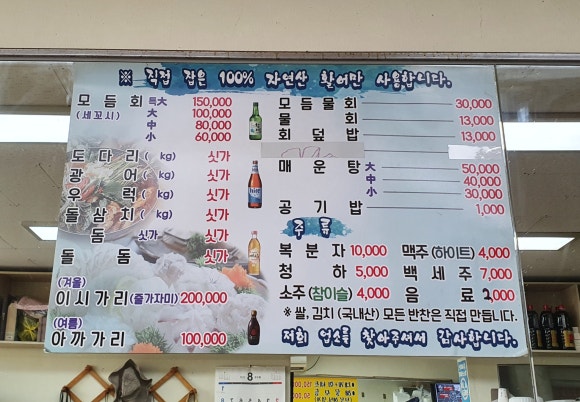 ※ 직접 잡은 100% 자연산 활어만 사용합니다.
모듬회 특大 150,000
(세꼬시) 大 100,000
中 80,000
小 60,000
도다리( kg) 싯가
광어( kg) 싯가
우럭( kg) 싯가
돌삼치( kg) 싯가
돔 싯가
돌돔 싯가
(겨울)
이시가리(줄가자미) 200,000
(여름)
아까가리 100,000
모듬물회 30,000
물회 13,000
회덮밥 13,000
매운탕 大 50,000
中 40,000
小 30,000
공기밥 1,000
주류
복분자 10,000 맥주(하이트) 4,000
청하 5,000 백세주 7,000
소주(참이슬) 4,000 음료 2,000
※ 쌀, 김치 (국내산) 모든 반찬은 직접 만듭니다.
저희 업소를 찾아주셔서 감사합니다.
8